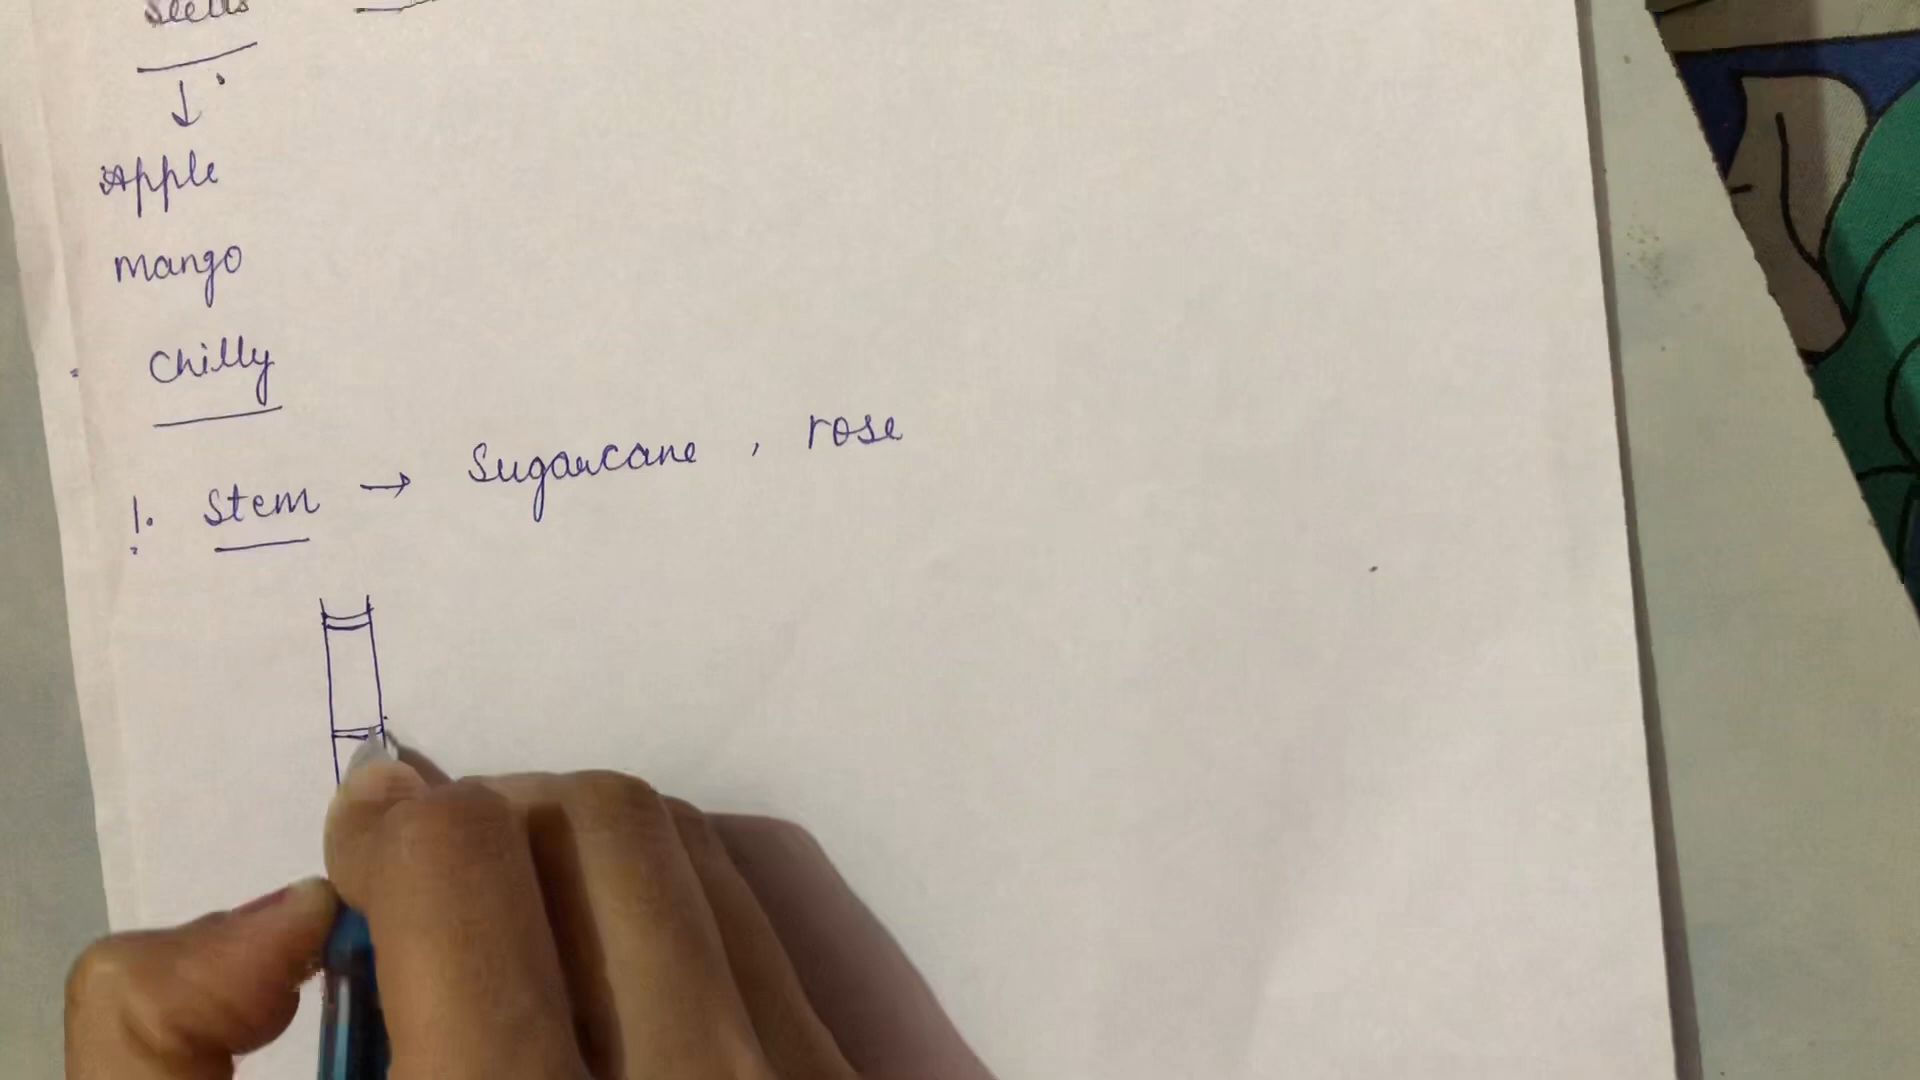 ↓
Apple
Mango
Chilly
1. Stem → Sugarcane , rose